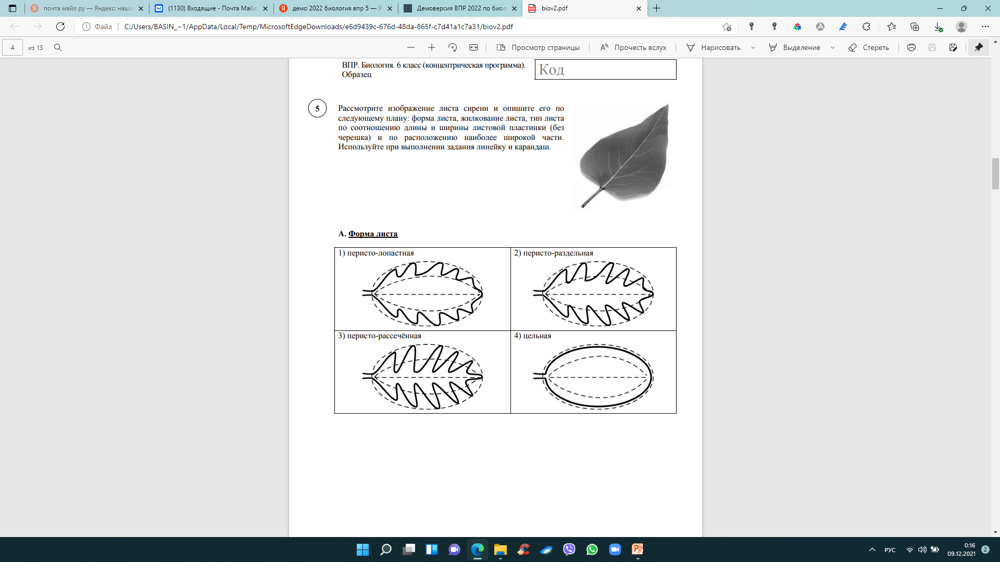 почта майл ру — Яндекс: нашл
(1130) Входящие - Почта Mail.r
демо 2022 биология впр 5 — Я
Демоверсия ВПР 2022 по биол
biov2.pdf
Файл
C:/Users/BASIN_~1/AppData/Local/Temp/MicrosoftEdgeDownloads/e6d9439c-676d-48da-865f-c7d41a1c7a31/biov2.pdf
4 из 13
Просмотр страницы
Прочесть вслух
Нарисовать
Выделение
Стереть
ВПР. Биология. 6 класс (концентрическая программа).
Образец
Код
5
Рассмотрите изображение листа сирени и опишите его по
следующему плану: форма листа, жилкование листа, тип листа
по соотношению длины и ширины листовой пластинки (без
черешка) и по расположению наиболее широкой части.
Используйте при выполнении задания линейку и карандаш.
А. Форма листа
1) перисто-лопастная
2) перисто-раздельная
3) перисто-рассечённая
4) цельная
РУС
0:16
09.12.2021
2